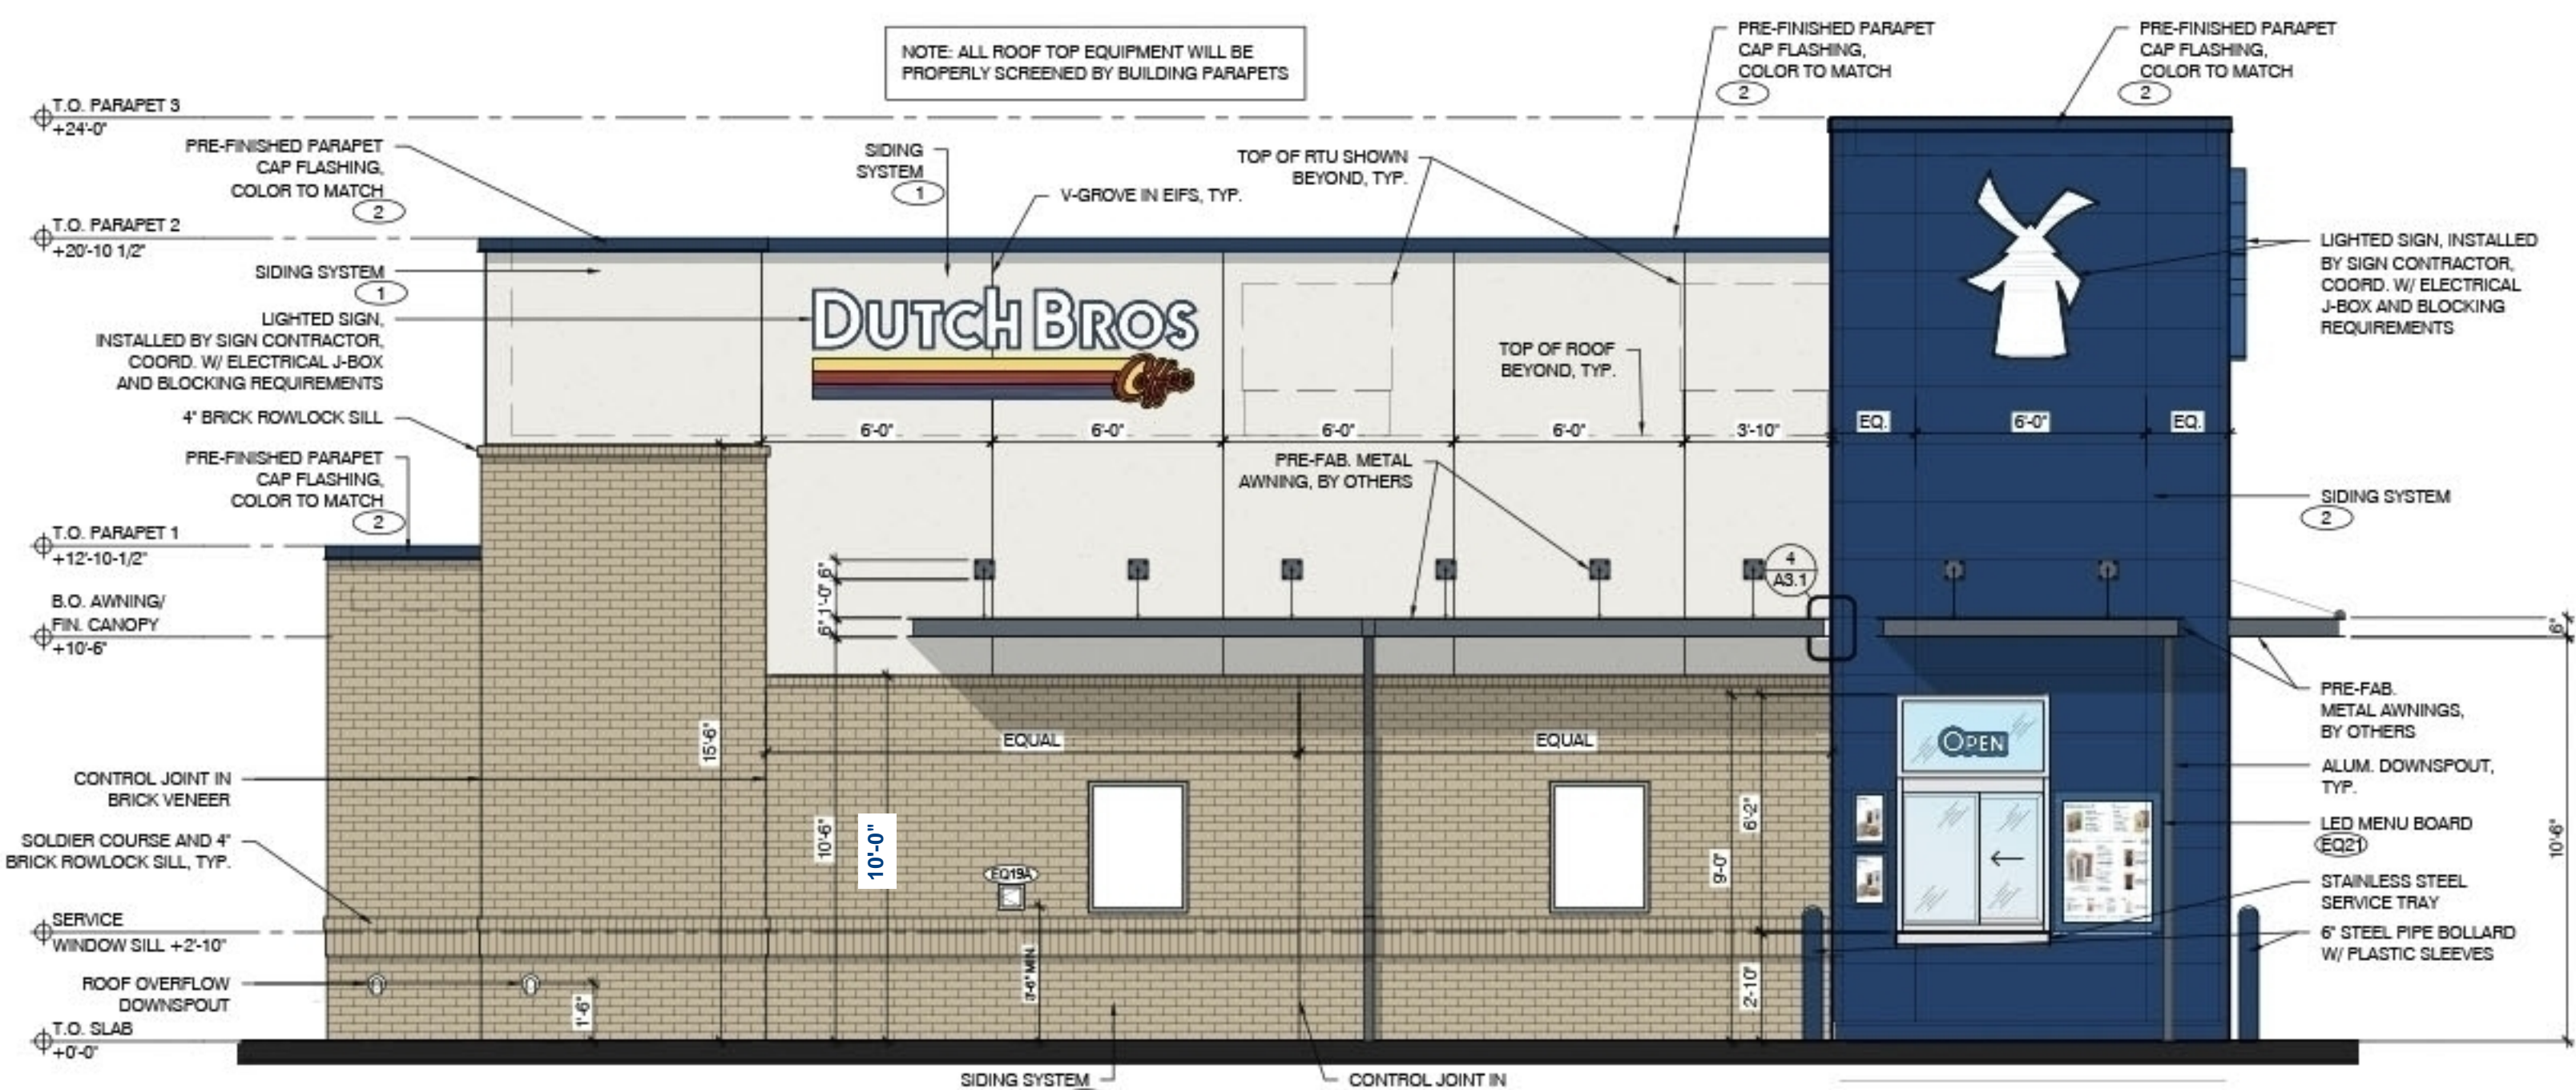 NOTE: ALL ROOF TOP EQUIPMENT WILL BE
PROPERLY SCREENED BY BUILDING PARAPETS
PRE-FINISHED PARAPET
CAP FLASHING,
COLOR TO MATCH
2
PRE-FINISHED PARAPET
CAP FLASHING,
COLOR TO MATCH
2
T.O. PARAPET 3
+24'-0"
PRE-FINISHED PARAPET
CAP FLASHING,
COLOR TO MATCH
2
SIDING
SYSTEM
1
V-GROVE IN EIFS, TYP.
TOP OF RTU SHOWN
BEYOND, TYP.
T.O. PARAPET 2
+20'-10 1/2"
SIDING SYSTEM
1
LIGHTED SIGN,
INSTALLED BY SIGN CONTRACTOR,
COORD. W/ ELECTRICAL J-BOX
AND BLOCKING REQUIREMENTS
DUTCH BROS
Coffee
TOP OF ROOF
BEYOND, TYP.
LIGHTED SIGN, INSTALLED
BY SIGN CONTRACTOR,
COORD. W/ ELECTRICAL
J-BOX AND BLOCKING
REQUIREMENTS
4" BRICK ROWLOCK SILL
6'-0"
6'-0"
6'-0"
6'-0"
3'-10"
EQ.
6'-0"
EQ.
PRE-FINISHED PARAPET
CAP FLASHING,
COLOR TO MATCH
2
PRE-FAB. METAL
AWNING, BY OTHERS
SIDING SYSTEM
2
T.O. PARAPET 1
+12'-10-1/2"
6"
1'-0"
6"
4
A3.1
B.O. AWNING/
FIN. CANOPY
+10'-6"
6"
PRE-FAB.
METAL AWNINGS,
BY OTHERS
15'-6"
EQUAL
EQUAL
OPEN
CONTROL JOINT IN
BRICK VENEER
ALUM. DOWNSPOUT,
TYP.
10'-6"
10'-0"
9'-0"
6'-2"
10'-6"
SOLDIER COURSE AND 4"
BRICK ROWLOCK SILL, TYP.
EQ19A
LED MENU BOARD
EQ21
STAINLESS STEEL
SERVICE TRAY
SERVICE
WINDOW SILL +2'-10"
6" STEEL PIPE BOLLARD
W/ PLASTIC SLEEVES
ROOF OVERFLOW
DOWNSPOUT
1'-6"
3'-6" MIN.
2'-10"
T.O. SLAB
+0'-0"
SIDING SYSTEM
CONTROL JOINT IN